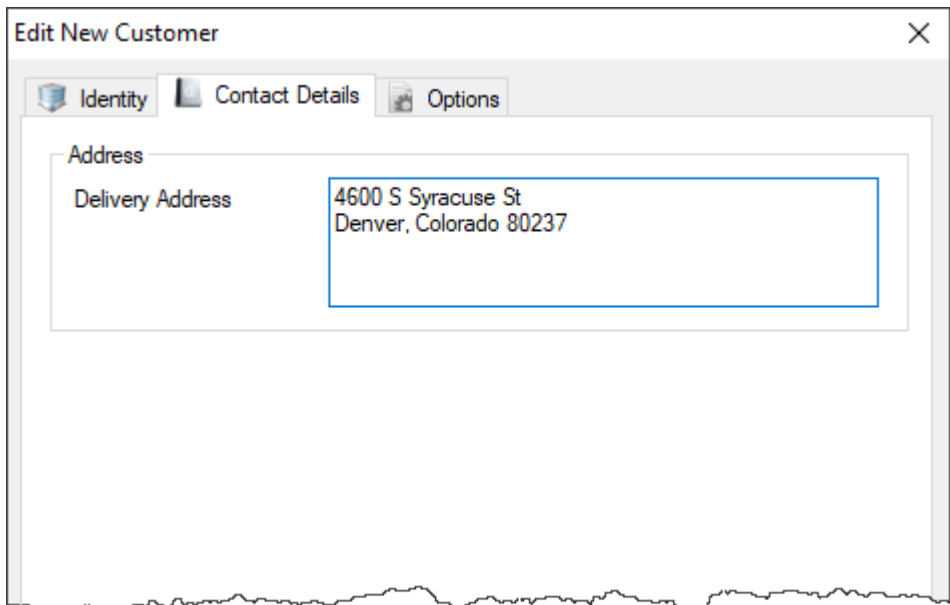 Edit New Customer
Identity
Contact Details
Options
Address
Delivery Address
4600 S Syracuse St
Denver, Colorado 80237